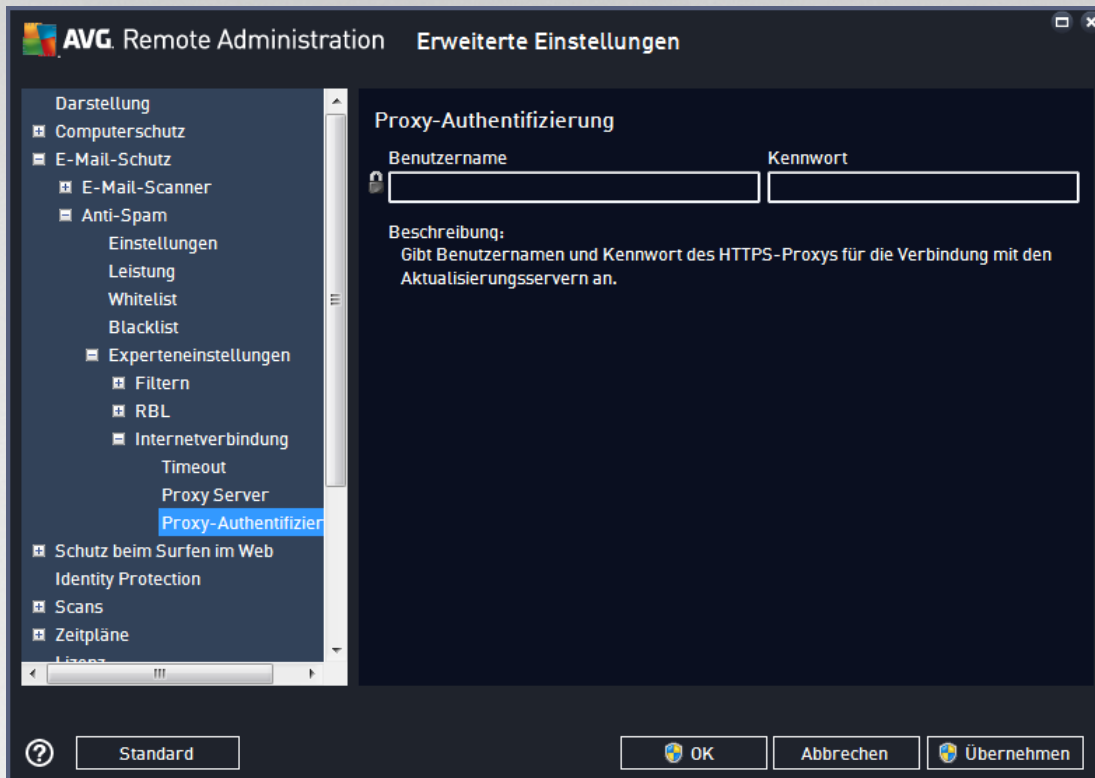 AVG. Remote Administration Erweiterte Einstellungen
Darstellung
Computerschutz
E-Mail-Schutz
E-Mail-Scanner
Anti-Spam
Einstellungen
Leistung
Whitelist
Blacklist
Experteneinstellungen
Filtern
RBL
Internetverbindung
Timeout
Proxy Server
Proxy-Authentifizier
Schutz beim Surfen im Web
Identity Protection
Scans
Zeitpläne
Lizenz
Proxy-Authentifizierung
Benutzername Kennwort
Beschreibung:
Gibt Benutzernamen und Kennwort des HTTPS-Proxys für die Verbindung mit den
Aktualisierungsservern an.
? Standard OK Abbrechen Übernehmen